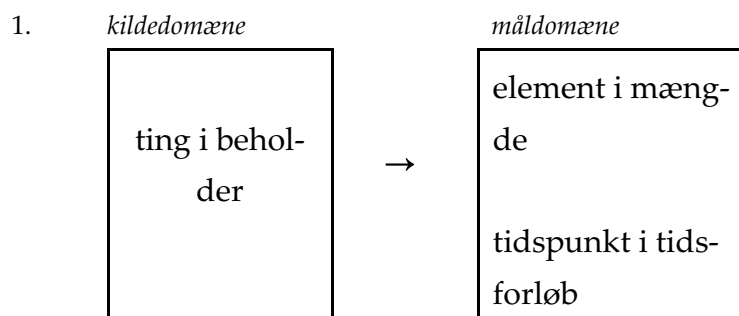 1. kildedomæne måldomæne
ting i behol-
der
→
element i mæng-
de
tidspunkt i tids-
forløb